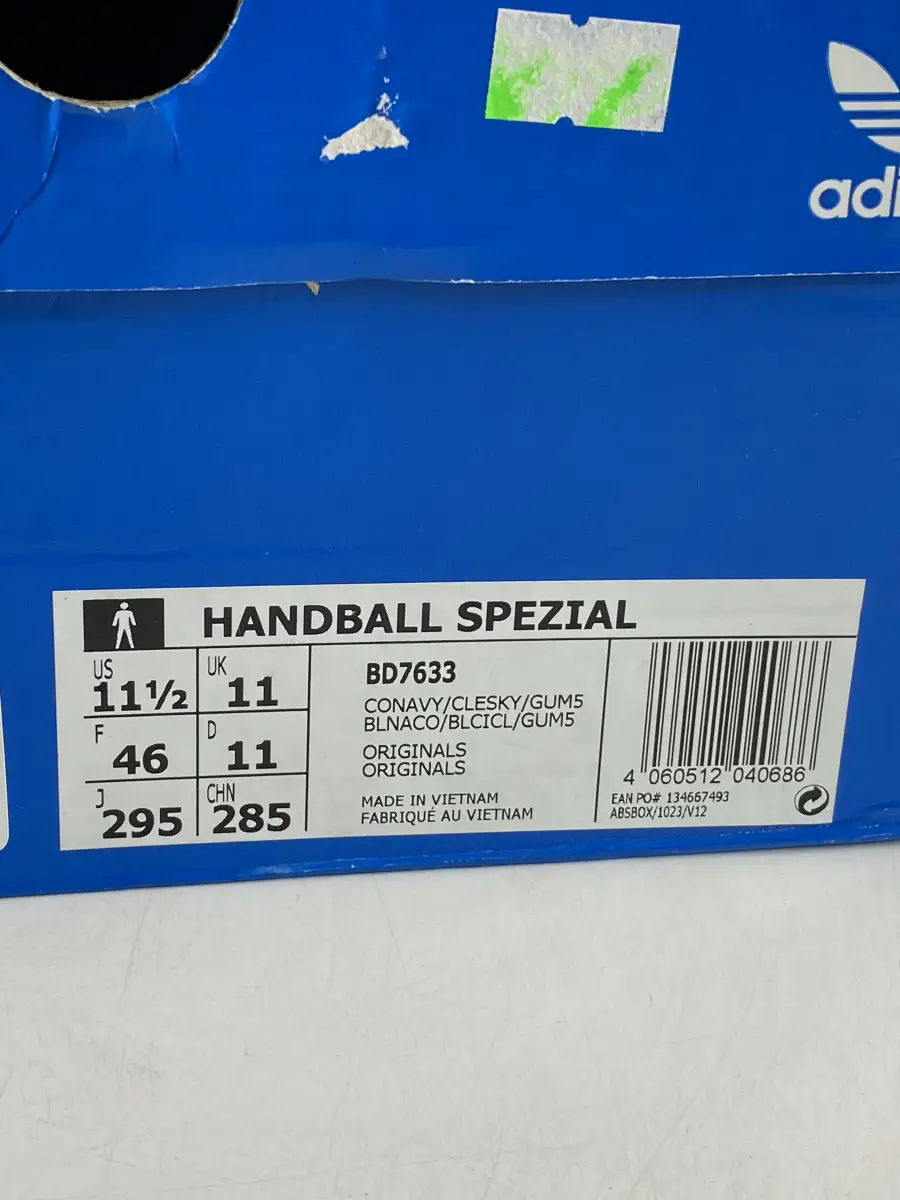 adi
HANDBALL SPEZIAL
US 11½ UK 11
F 46 D 11
J 295 CHN 285
BD7633
CONAVY/CLESKY/GUM5
BLNACO/BLCICL/GUM5
ORIGINALS
ORIGINALS
MADE IN VIETNAM
FABRIQUÉ AU VIETNAM
4 060512 040686
EAN PO# 134667493
ABSBOX/1023/V12